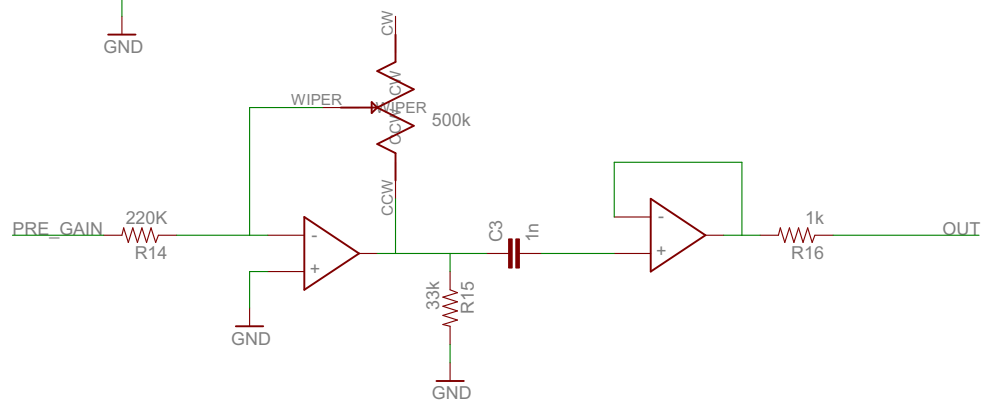 GND
CW
CW
WIPER
WIPER
CCW
500k
CCW
PRE_GAIN
220K
R14
-
+
GND
33k
R15
GND
C3
1n
-
+
1k
R16
OUT